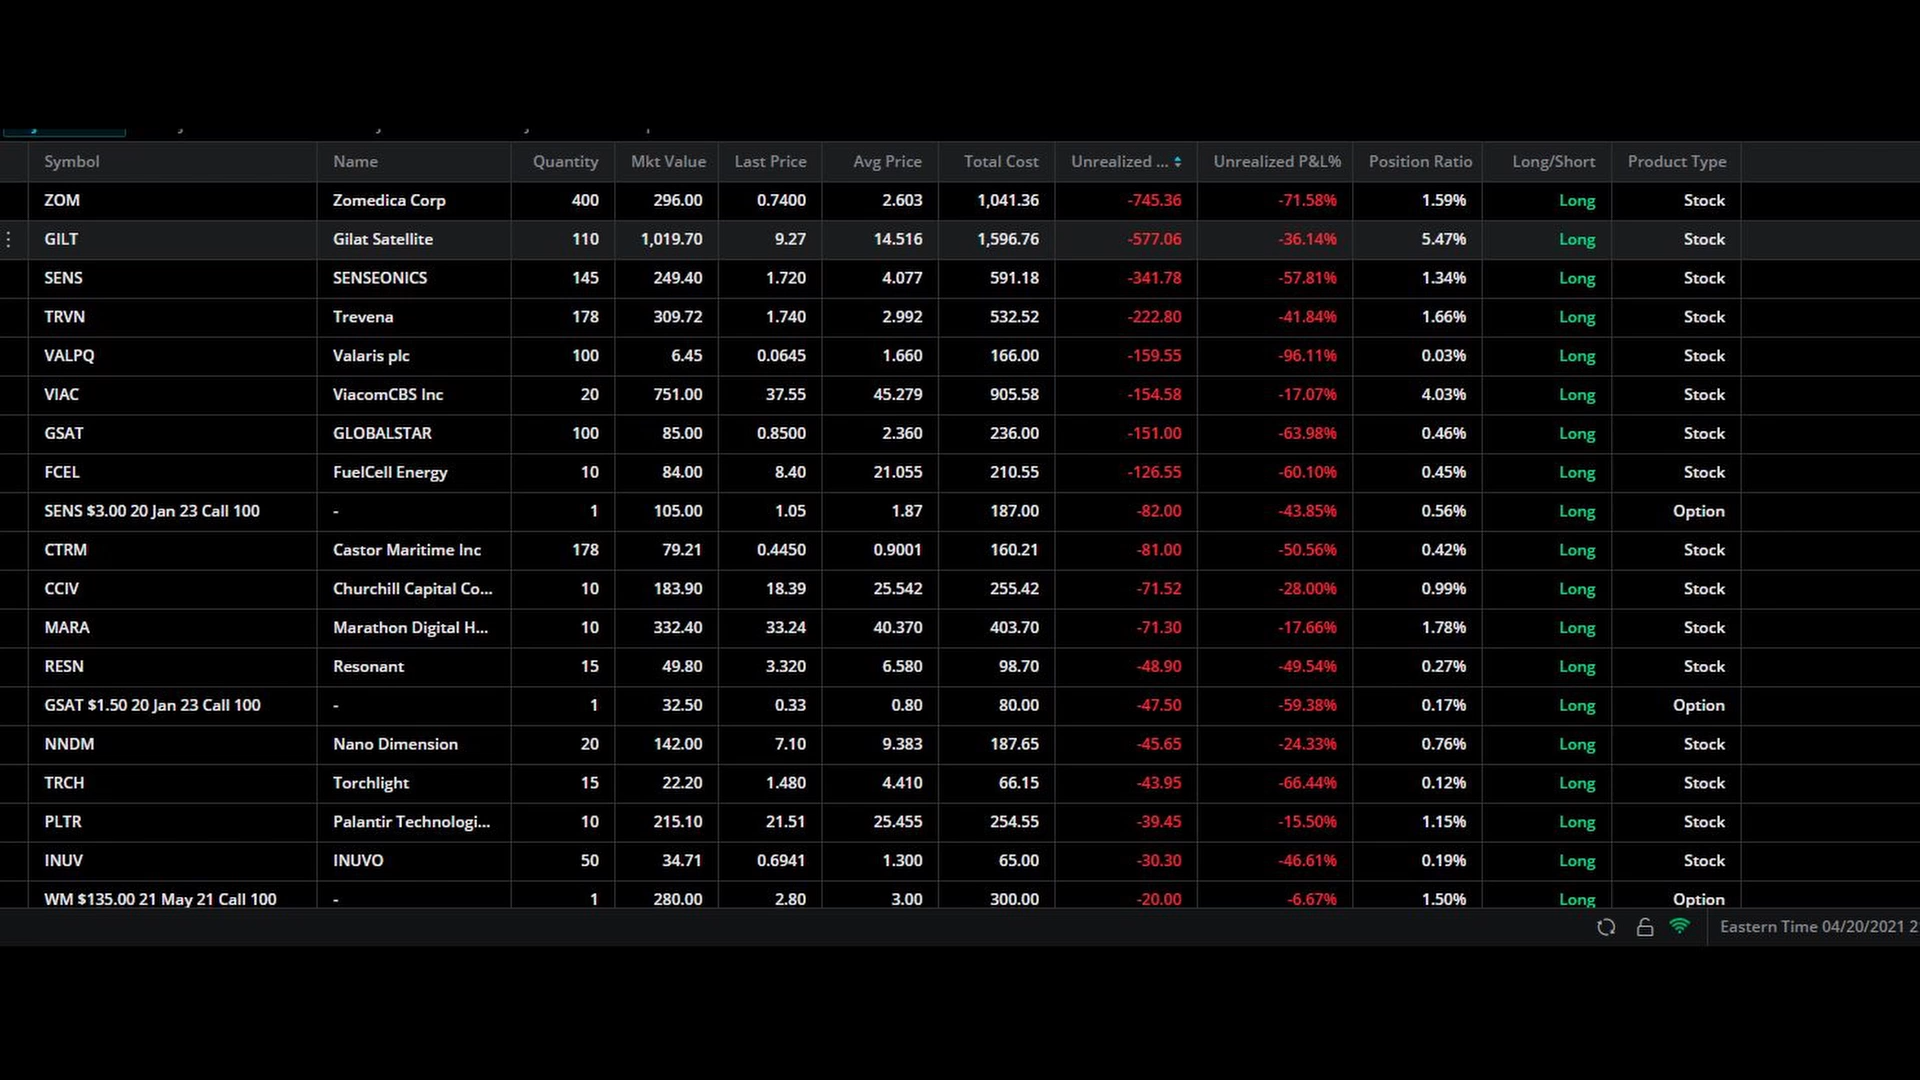 Symbol Name Quantity Mkt Value Last Price Avg Price Total Cost Unrealized ... Unrealized P&L% Position Ratio Long/Short Product Type
ZOM Zomedica Corp 400 296.00 0.7400 2.603 1,041.36 -745.36 -71.58% 1.59% Long Stock
GILT Gilat Satellite 110 1,019.70 9.27 14.516 1,596.76 -577.06 -36.14% 5.47% Long Stock
SENS SENSEONICS 145 249.40 1.720 4.077 591.18 -341.78 -57.81% 1.34% Long Stock
TRVN Trevena 178 309.72 1.740 2.992 532.52 -222.80 -41.84% 1.66% Long Stock
VALPQ Valaris plc 100 6.45 0.0645 1.660 166.00 -159.55 -96.11% 0.03% Long Stock
VIAC ViacomCBS Inc 20 751.00 37.55 45.279 905.58 -154.58 -17.07% 4.03% Long Stock
GSAT GLOBALSTAR 100 85.00 0.8500 2.360 236.00 -151.00 -63.98% 0.46% Long Stock
FCEL FuelCell Energy 10 84.00 8.40 21.055 210.55 -126.55 -60.10% 0.45% Long Stock
SENS $3.00 20 Jan 23 Call 100 - 1 105.00 1.05 1.87 187.00 -82.00 -43.85% 0.56% Long Option
CTRM Castor Maritime Inc 178 79.21 0.4450 0.9001 160.21 -81.00 -50.56% 0.42% Long Stock
CCIV Churchill Capital Co... 10 183.90 18.39 25.542 255.42 -71.52 -28.00% 0.99% Long Stock
MARA Marathon Digital H... 10 332.40 33.24 40.370 403.70 -71.30 -17.66% 1.78% Long Stock
RESN Resonant 15 49.80 3.320 6.580 98.70 -48.90 -49.54% 0.27% Long Stock
GSAT $1.50 20 Jan 23 Call 100 - 1 32.50 0.33 0.80 80.00 -47.50 -59.38% 0.17% Long Option
NNDM Nano Dimension 20 142.00 7.10 9.383 187.65 -45.65 -24.33% 0.76% Long Stock
TRCH Torchlight 15 22.20 1.480 4.410 66.15 -43.95 -66.44% 0.12% Long Stock
PLTR Palantir Technologi... 10 215.10 21.51 25.455 254.55 -39.45 -15.50% 1.15% Long Stock
INUV INUVO 50 34.71 0.6941 1.300 65.00 -30.30 -46.61% 0.19% Long Stock
WM $135.00 21 May 21 Call 100 - 1 280.00 2.80 3.00 300.00 -20.00 -6.67% 1.50% Long Option
Eastern Time 04/20/2021 2